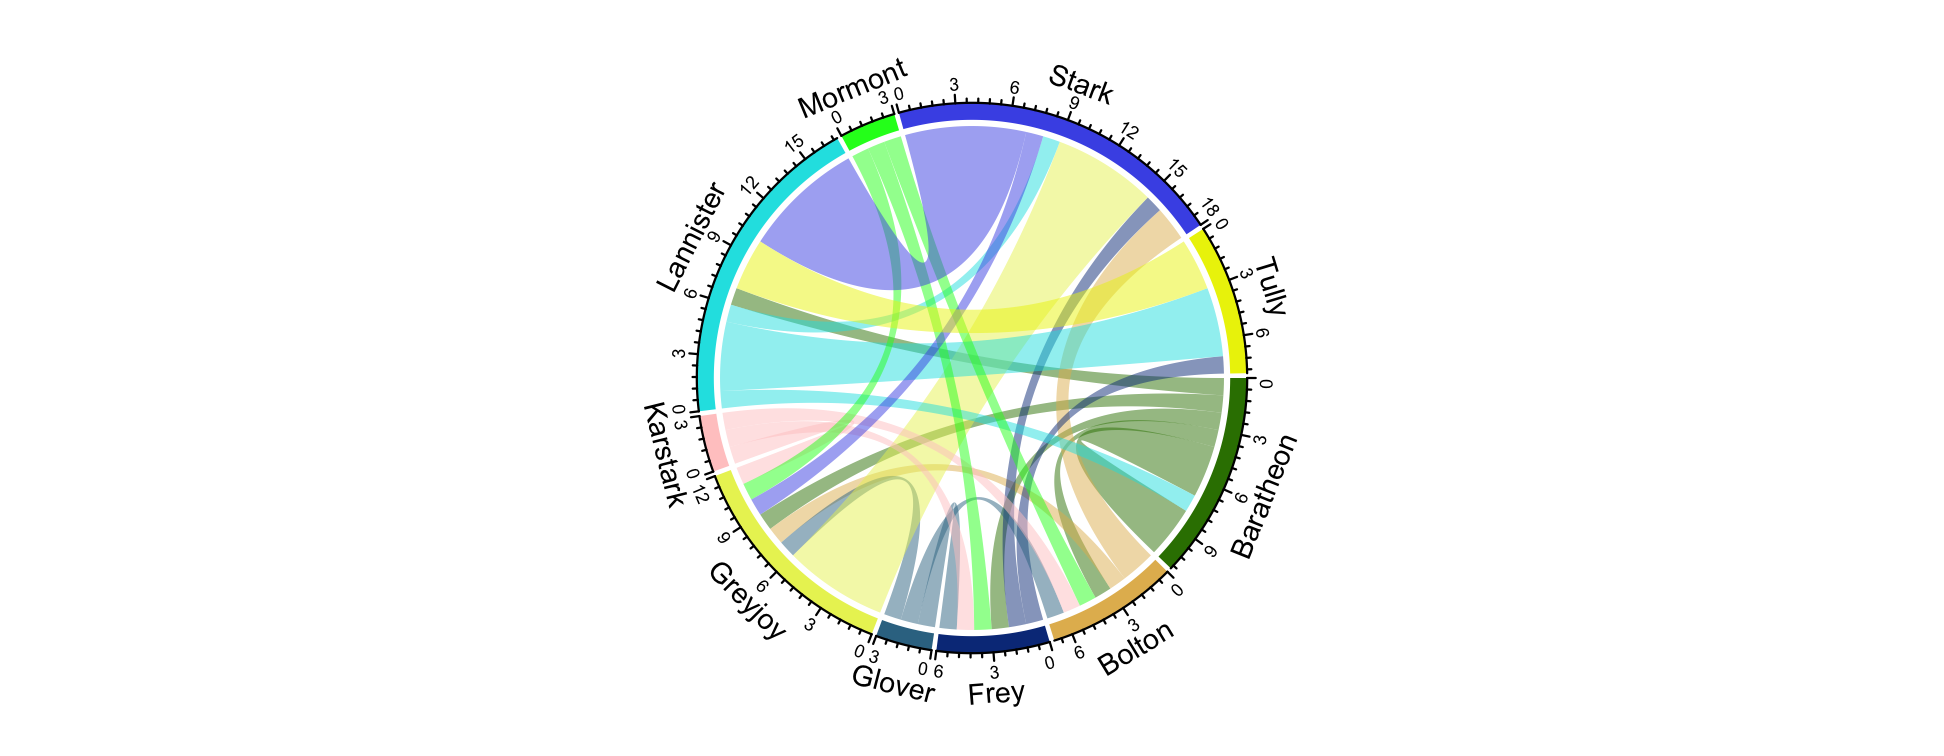 Stark
0 3 6 9 12 15 18
Tully
0 3 6
Baratheon
0 3 6 9
Bolton
0 3 6
Frey
0 3 6
Glover
0 3
Greyjoy
0 3 6 9 12
Karstark
0 3
Lannister
0 3 6 9 12 15
Mormont
0 3